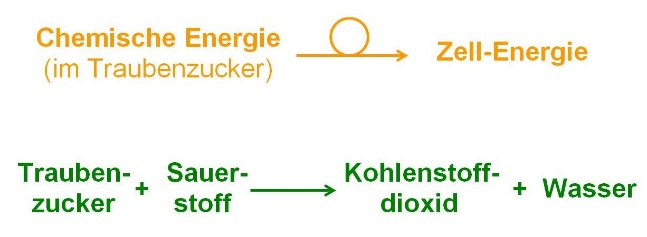 Chemische Energie
(im Traubenzucker)
Zell-Energie
Trauben-
zucker
+
Sauer-
stoff
Kohlenstoff-
dioxid
+ Wasser